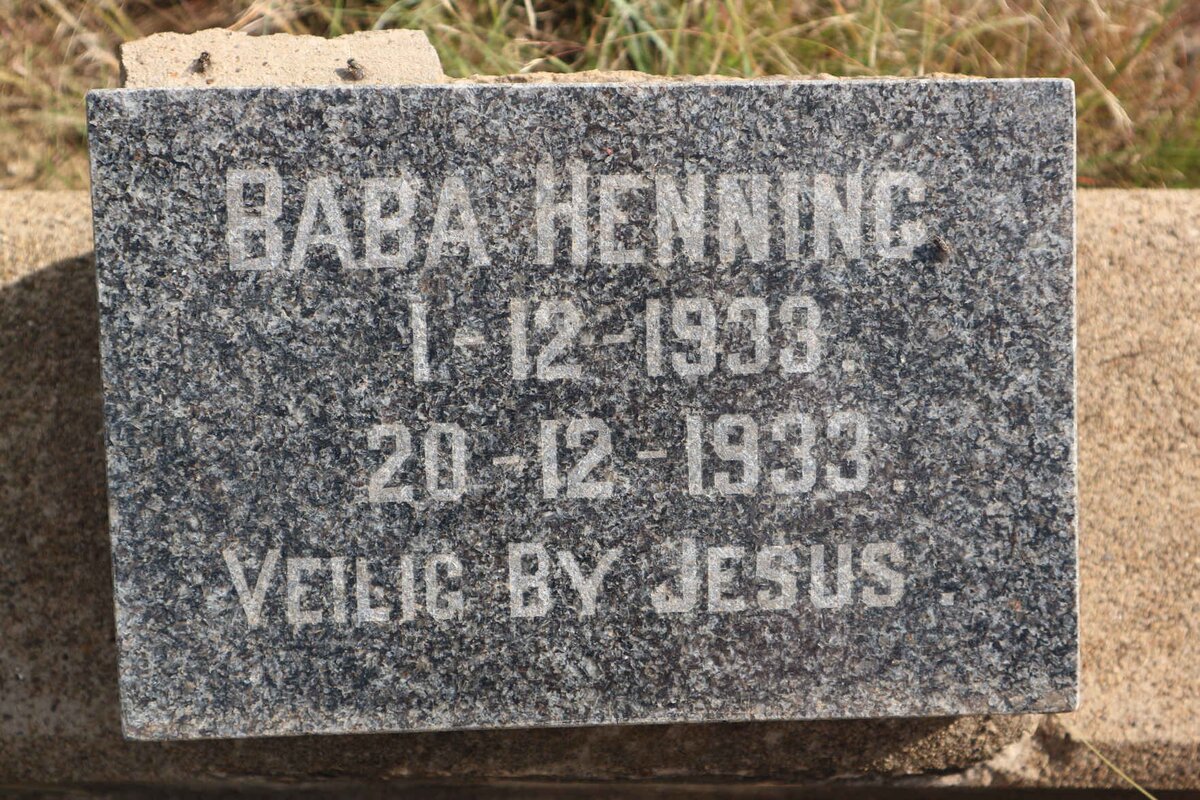 BABA HENNING.
1-12-1933.
20-12-1933.
VEILIG BY JESUS.